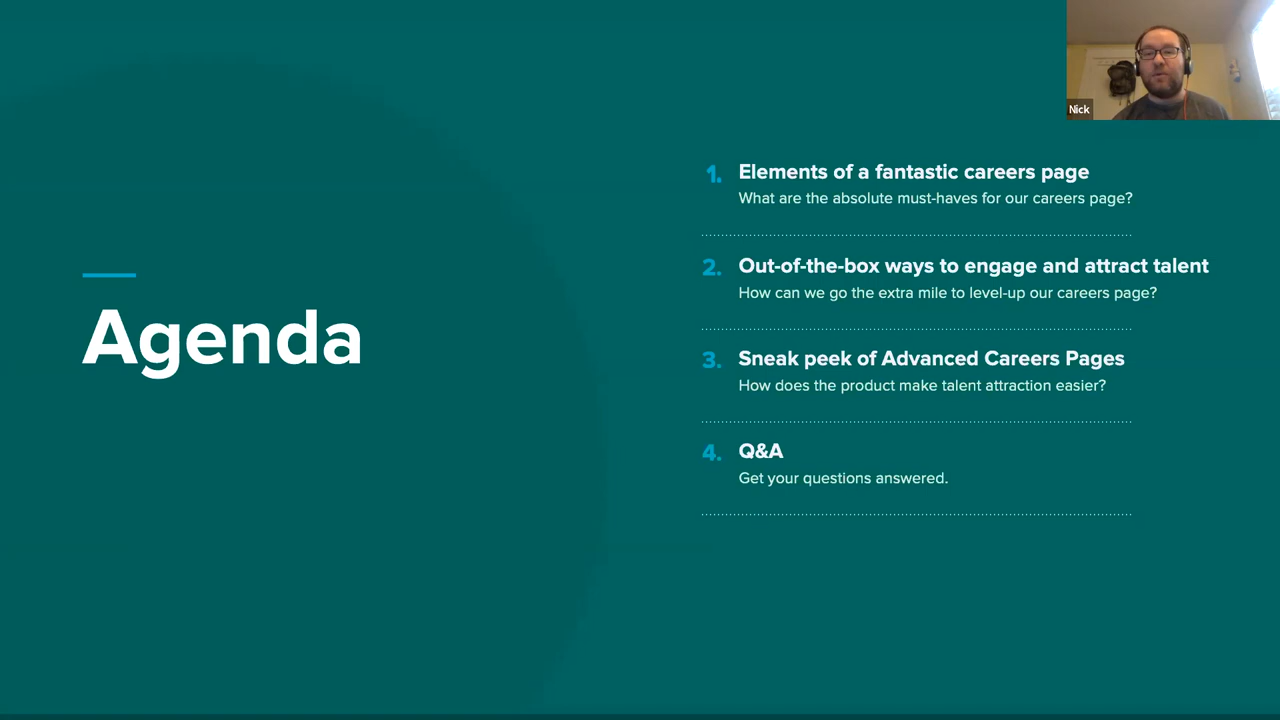 Nick
Agenda
1. Elements of a fantastic careers page
What are the absolute must-haves for our careers page?
2. Out-of-the-box ways to engage and attract talent
How can we go the extra mile to level-up our careers page?
3. Sneak peek of Advanced Careers Pages
How does the product make talent attraction easier?
4. Q&A
Get your questions answered.